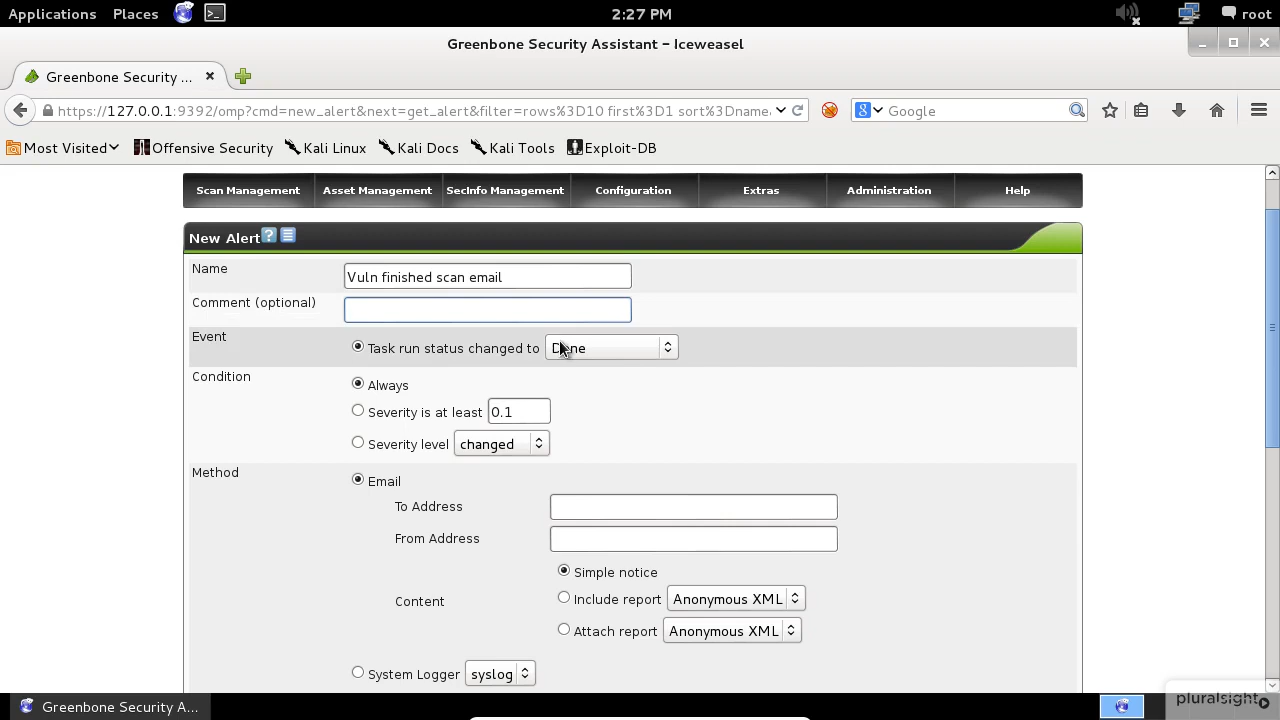 Applications Places 2:27 PM root
Greenbone Security Assistant - Iceweasel
Greenbone Security ...
https://127.0.0.1:9392/omp?cmd=new_alert&next=get_alert&filter=rows%3D10 first%3D1 sort%3Dname. Google
Most Visited Offensive Security Kali Linux Kali Docs Kali Tools Exploit-DB
Scan Management Asset Management SecInfo Management Configuration Extras Administration Help
New Alert
Name Vuln finished scan email
Comment (optional)
Event
Task run status changed to Done
Condition
Always
Severity is at least 0.1
Severity level changed
Method
Email
To Address
From Address
Simple notice
Content
Include report Anonymous XML
Attach report Anonymous XML
System Logger syslog
Greenbone Security A...
pluralsight